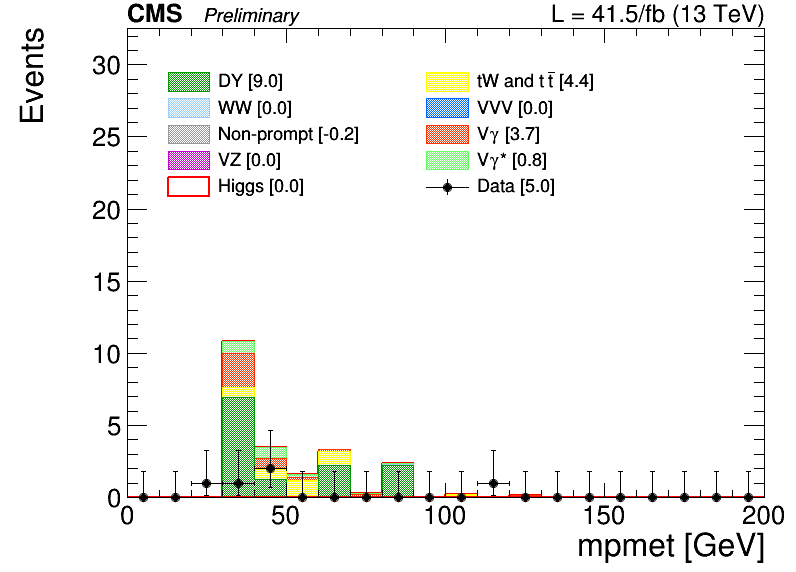 CMS Preliminary L = 41.5/fb (13 TeV)
Events
30
25
20
15
10
5
0
DY [9.0] tW and t t̅ [4.4]
WW [0.0] VVV [0.0]
Non-prompt [-0.2] Vγ [3.7]
VZ [0.0] Vγ* [0.8]
Higgs [0.0] Data [5.0]
0 50 100 150 200
mpmet [GeV]